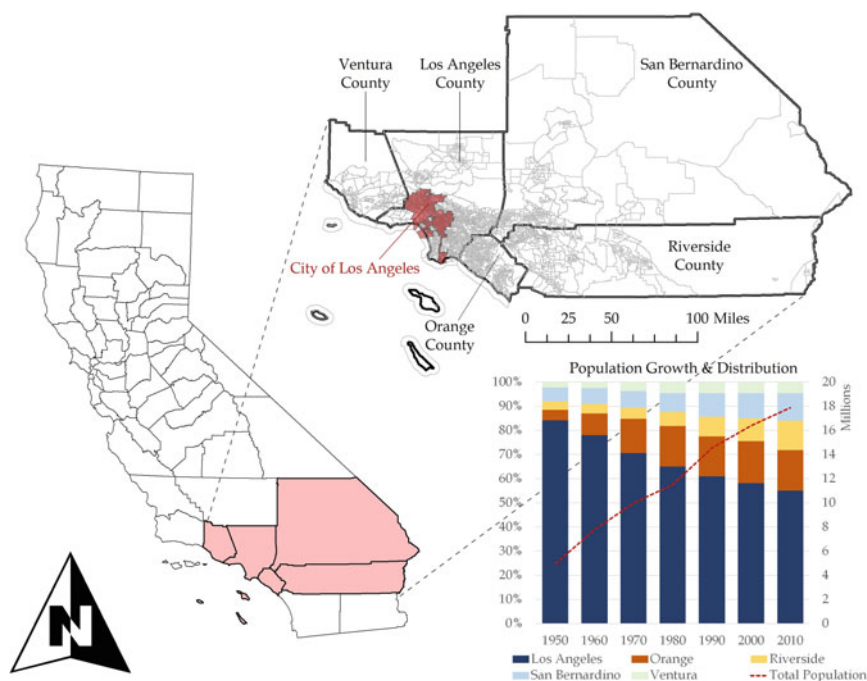 Ventura
County
Los Angeles
County
San Bernardino
County
City of Los Angeles
Riverside
County
Orange
County
0 25 50 100 Miles
Population Growth & Distribution
100%
90%
80%
70%
60%
50%
40%
30%
20%
10%
0%
20
18
16
14
12
10
8
6
4
2
0
Millions
1950 1960 1970 1980 1990 2000 2010
Los Angeles Orange Riverside
San Bernardino Ventura Total Population
N